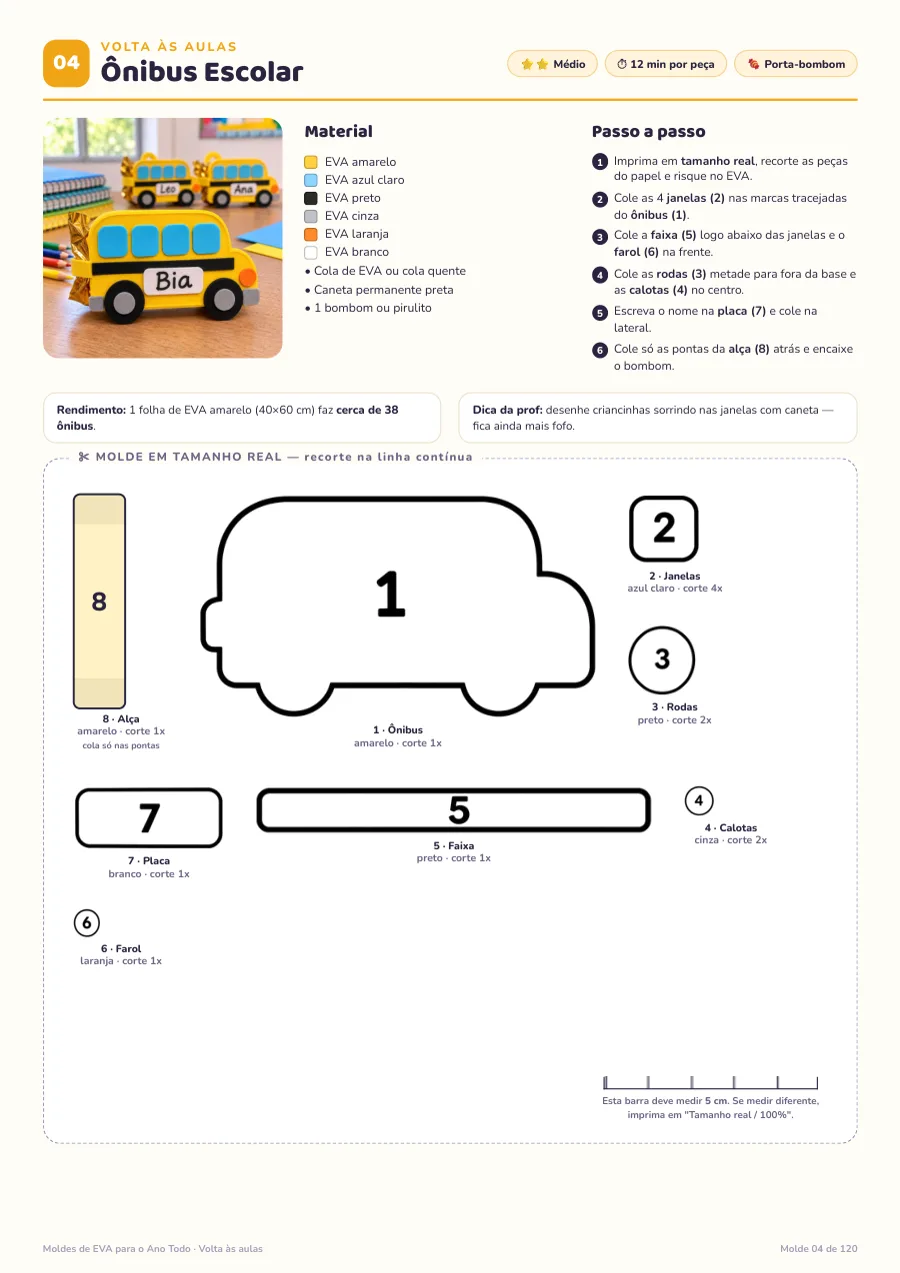 04
VOLTA ÀS AULAS
Ônibus Escolar
Médio
12 min por peça
Porta-bombom
Leo
Ana
Bia
Material
EVA amarelo
EVA azul claro
EVA preto
EVA cinza
EVA laranja
EVA branco
• Cola de EVA ou cola quente
• Caneta permanente preta
• 1 bombom ou pirulito
Passo a passo
1 Imprima em tamanho real, recorte as peças
do papel e risque no EVA.
2 Cole as 4 janelas (2) nas marcas tracejadas
do ônibus (1).
3 Cole a faixa (5) logo abaixo das janelas e o
farol (6) na frente.
4 Cole as rodas (3) metade para fora da base e
as calotas (4) no centro.
5 Escreva o nome na placa (7) e cole na
lateral.
6 Cole só as pontas da alça (8) atrás e encaixe
o bombom.
Rendimento: 1 folha de EVA amarelo (40×60 cm) faz cerca de 38
ônibus.
Dica da prof: desenhe criancinhas sorrindo nas janelas com caneta —
fica ainda mais fofo.
MOLDE EM TAMANHO REAL — recorte na linha contínua
8
8 · Alça
amarelo · corte 1x
cola só nas pontas
1
1 · Ônibus
amarelo · corte 1x
2
2 · Janelas
azul claro · corte 4x
3
3 · Rodas
preto · corte 2x
7
7 · Placa
branco · corte 1x
5
5 · Faixa
preto · corte 1x
4
4 · Calotas
cinza · corte 2x
6
6 · Farol
laranja · corte 1x
Esta barra deve medir 5 cm. Se medir diferente,
imprima em "Tamanho real / 100%".
Moldes de EVA para o Ano Todo · Volta às aulas
Molde 04 de 120